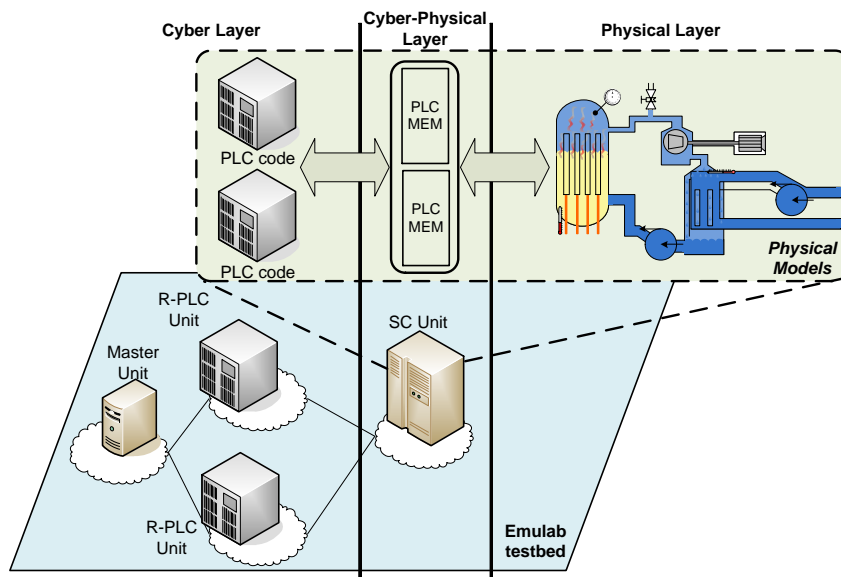 Cyber Layer
Cyber-Physical
Layer
Physical Layer
PLC code
PLC code
PLC
MEM
PLC
MEM
Physical
Models
R-PLC
Unit
SC Unit
Master
Unit
R-PLC
Unit
Emulab
testbed